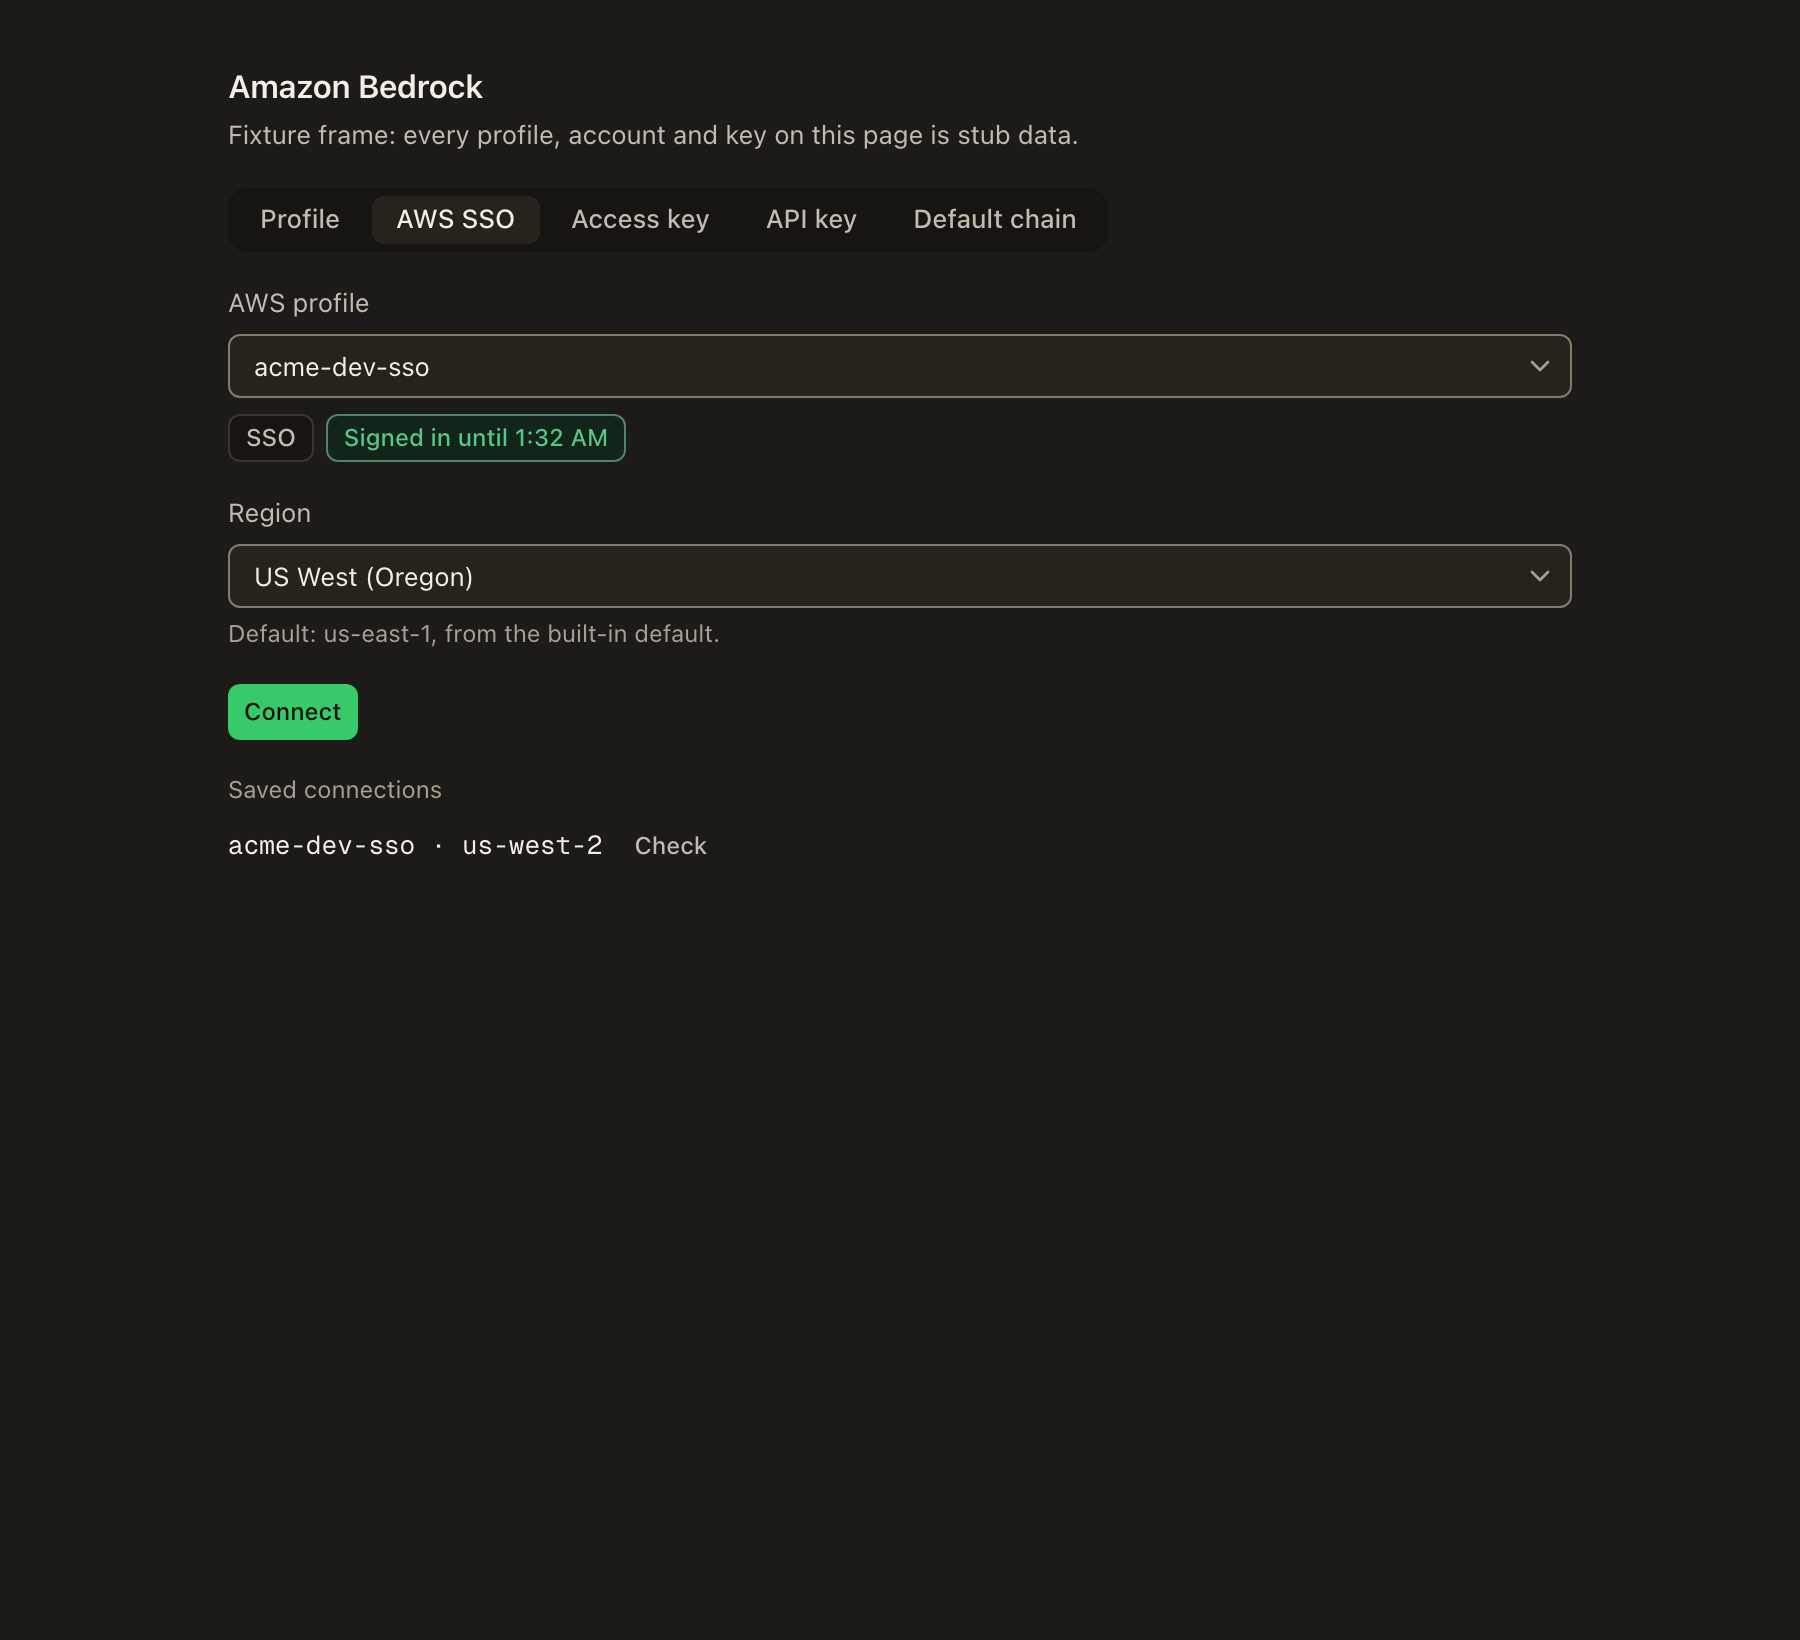 Amazon Bedrock
Fixture frame: every profile, account and key on this page is stub data.
Profile AWS SSO Access key API key Default chain
AWS profile
acme-dev-sso
SSO Signed in until 1:32 AM
Region
US West (Oregon)
Default: us-east-1, from the built-in default.
Connect
Saved connections
acme-dev-sso · us-west-2 Check